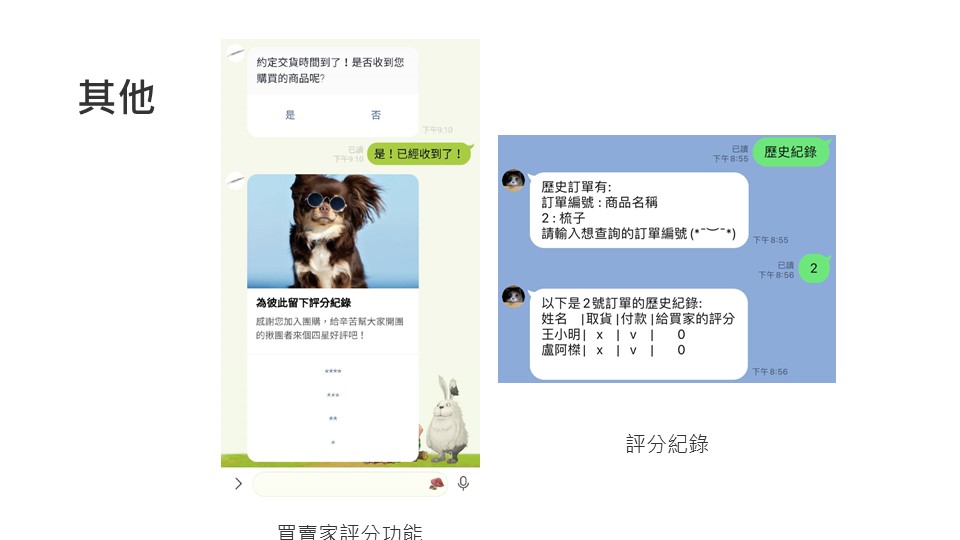 其他
約定交貨時間到了！是否收到您
購買的商品呢?
是 否
下午9:10
已讀
下午9:10
是！已經收到了！
為彼此留下評分紀錄
感謝您加入團購，給辛苦幫大家開團
的揪團者來個四星好評吧！
****
***
**
*
買賣家評分功能
已讀
下午 8:55
歷史紀錄
歷史訂單有:
訂單編號 : 商品名稱
2 : 梳子
請輸入想查詢的訂單編號 (*¯︶¯*)
下午 8:55
已讀
下午 8:56
2
以下是 2 號訂單的歷史紀錄:
姓名 |取貨 |付款 |給買家的評分
王小明| x | v | 0
盧阿樑| x | v | 0
下午 8:56
評分紀錄